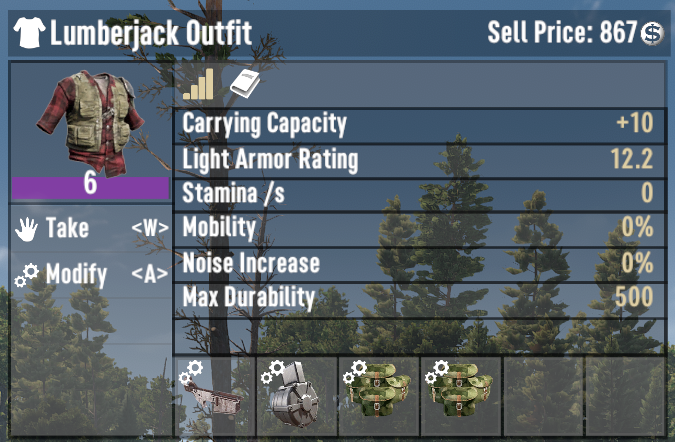 Lumberjack Outfit Sell Price: 867
6
Carrying Capacity +10
Light Armor Rating 12.2
Stamina /s 0
Take <W> Mobility 0%
Modify <A> Noise Increase 0%
Max Durability 500